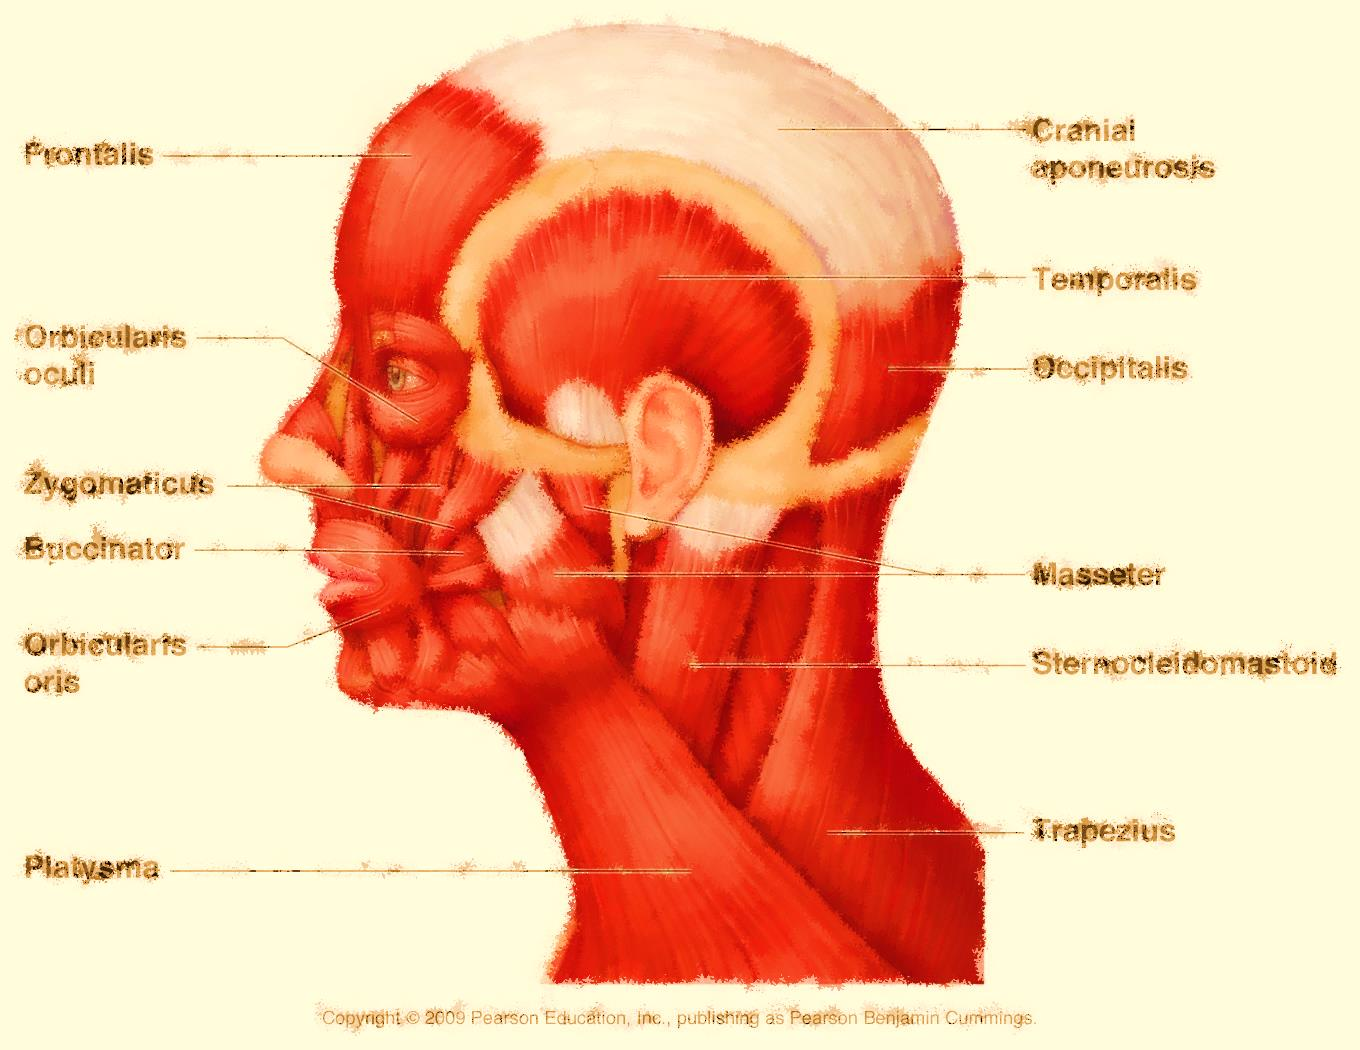 Frontalis
Orbicularis
oculi
Zygomaticus
Buccinator
Orbicularis
oris
Platysma
Cranial
aponeurosis
Temporalis
Occipitalis
Masseter
Sternocleidomastoid
Trapezius
Copyright © 2009 Pearson Education, Inc., publishing as Pearson Benjamin Cummings.